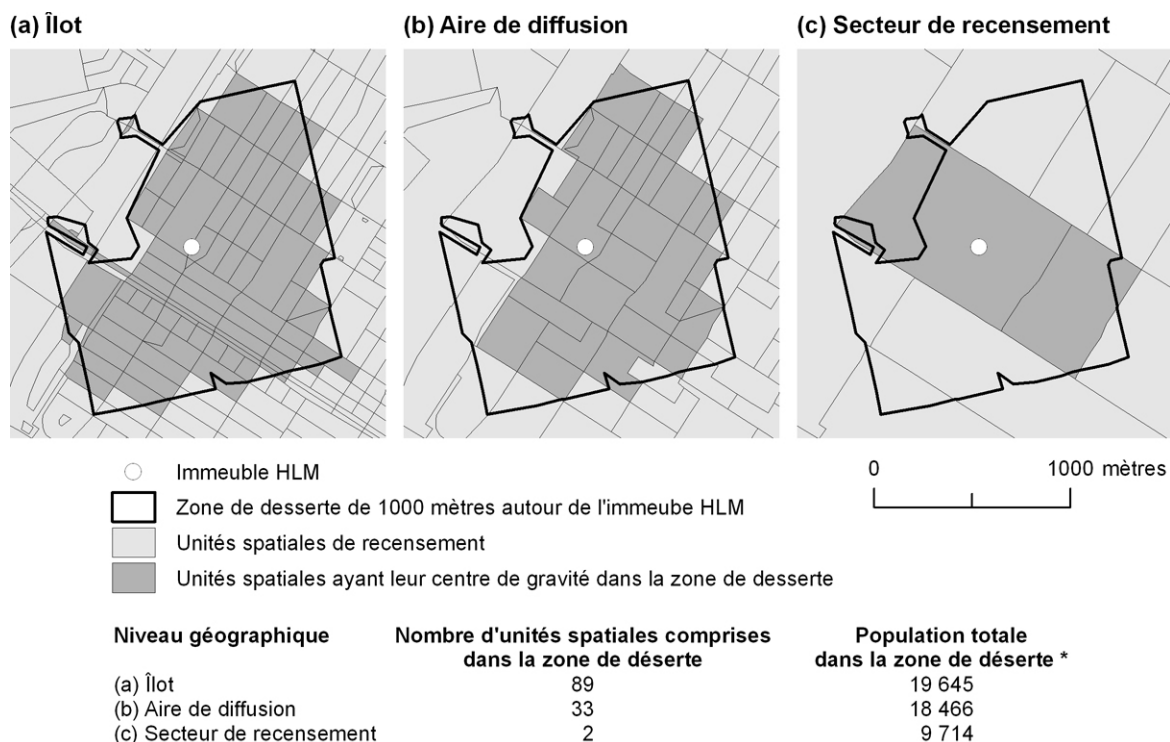 (a) Îlot
(b) Aire de diffusion
(c) Secteur de recensement
Immeuble HLM
Zone de desserte de 1000 mètres autour de l'immeube HLM
Unités spatiales de recensement
Unités spatiales ayant leur centre de gravité dans la zone de desserte
0 1000 mètres
Niveau géographique Nombre d'unités spatiales comprises Population totale
dans la zone de déserte dans la zone de déserte *
(a) Îlot 89 19 645
(b) Aire de diffusion 33 18 466
(c) Secteur de recensement 2 9 714